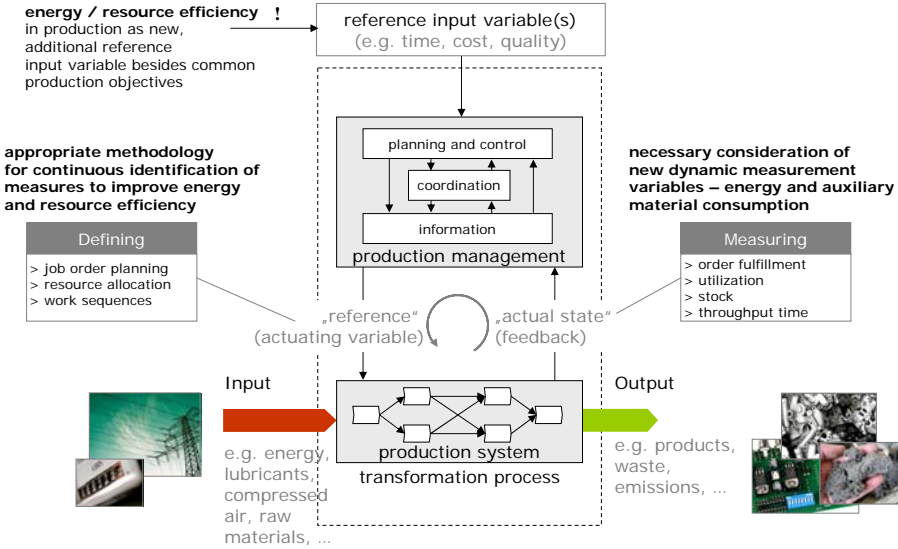 energy / resource efficiency !
in production as new,
additional reference
input variable besides common
production objectives
reference input variable(s)
(e.g. time, cost, quality)
planning and control
coordination
information
production management
appropriate methodology
for continuous identification of
measures to improve energy
and resource efficiency
Defining
> job order planning
> resource allocation
> work sequences
necessary consideration of
new dynamic measurement
variables – energy and auxiliary
material consumption
Measuring
> order fulfillment
> utilization
> stock
> throughput time
„reference“
(actuating variable)
„actual state“
(feedback)
Input
e.g. energy,
lubricants,
compressed
air, raw
materials, ...
production system
transformation process
Output
e.g. products,
waste,
emissions, ...